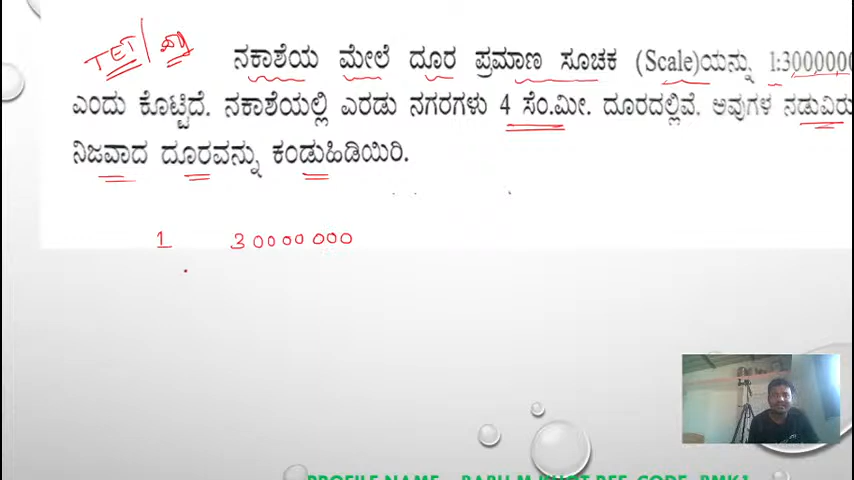 TET/
ನಕಾಶೆಯ ಮೇಲೆ ದೂರ ಪ್ರಮಾಣ ಸೂಚಕ (Scale)ಯನ್ನು 1:3000000
ಎಂದು ಕೊಟ್ಟಿದೆ. ನಕಾಶೆಯಲ್ಲಿ ಎರಡು ನಗರಗಳು 4 ಸೆಂ.ಮೀ. ದೂರದಲ್ಲಿವೆ. ಅವುಗಳ ನಡುವಿರು
ನಿಜವಾದ ದೂರವನ್ನು ಕಂಡುಹಿಡಿಯಿರಿ.
1 30000000